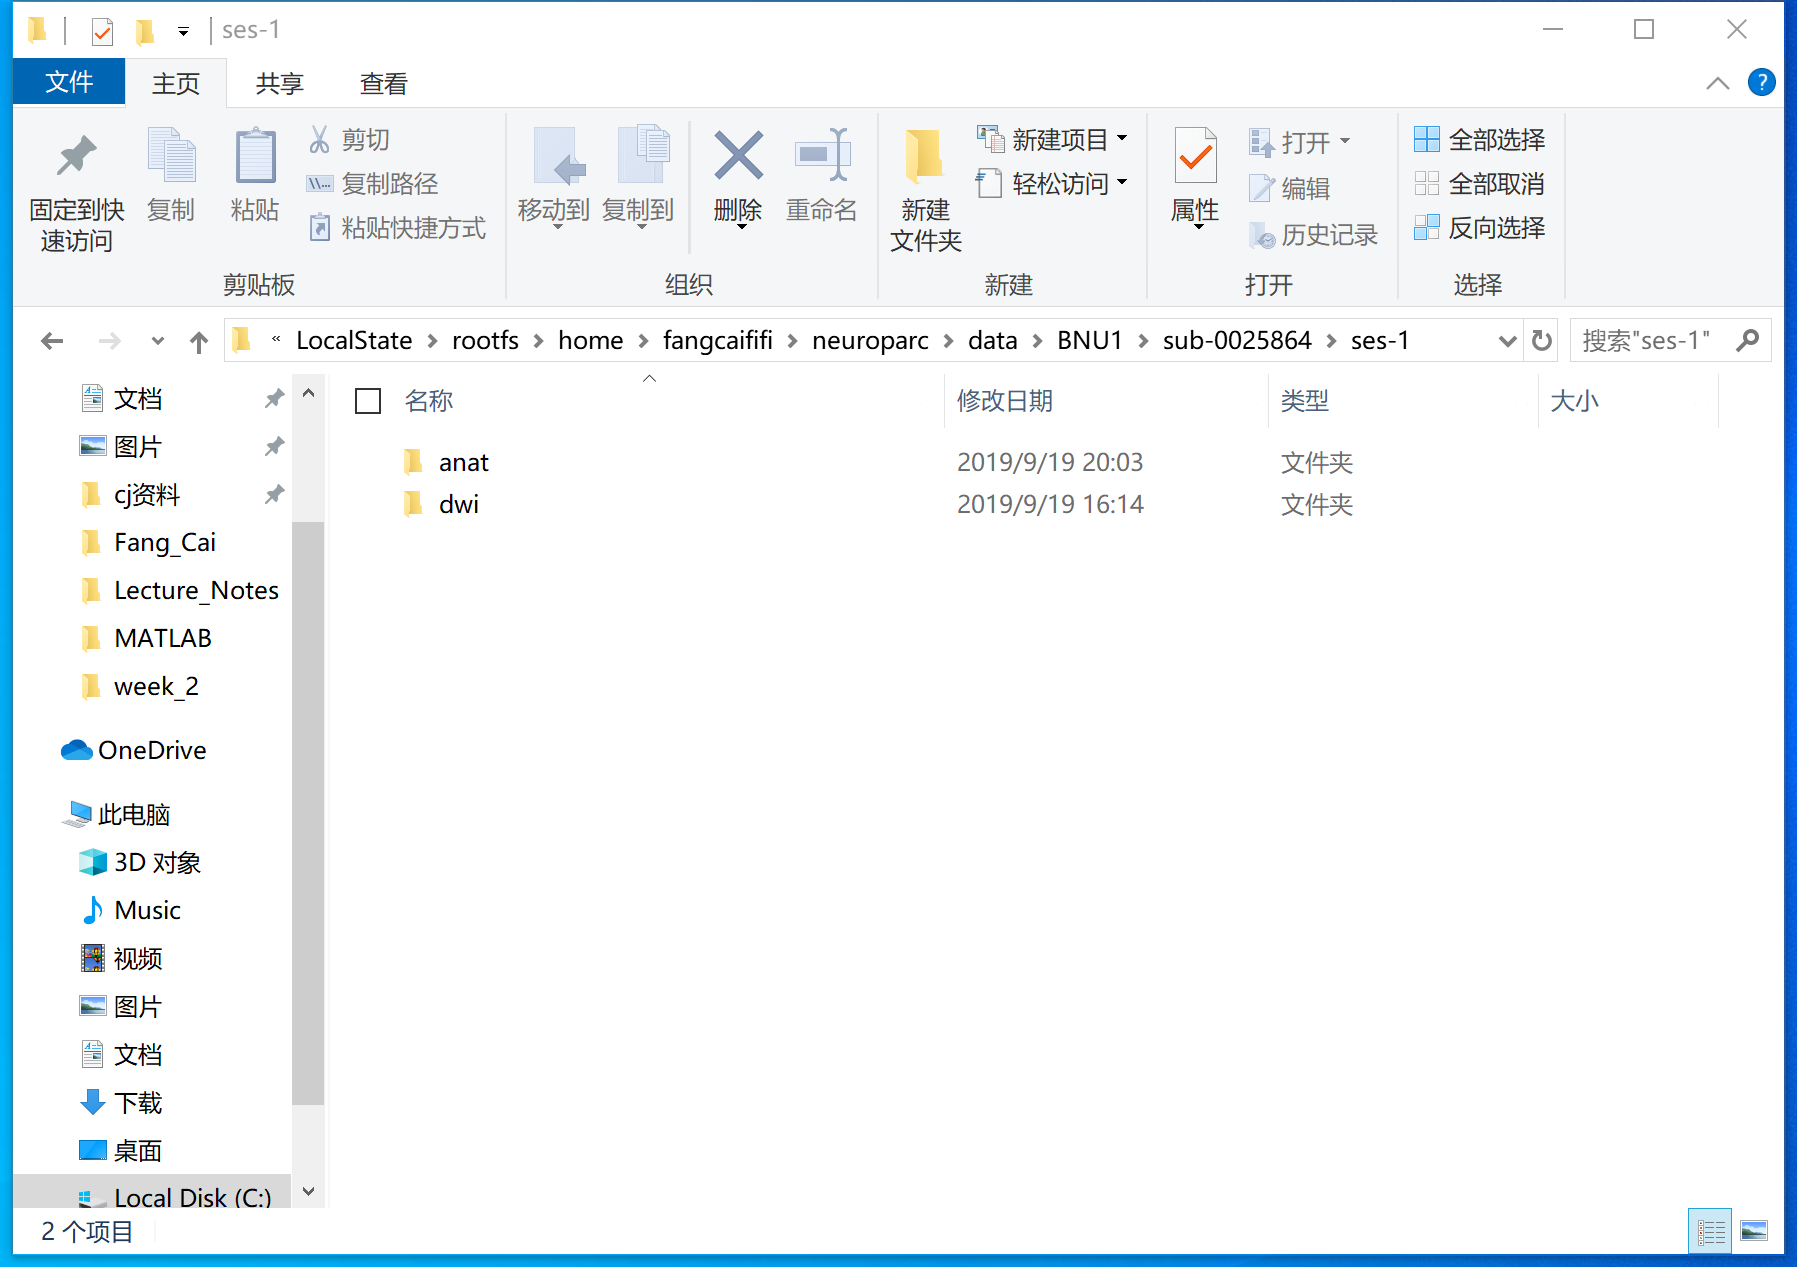 ses-1
文件 主页 共享 查看
固定到快速访问
复制
粘贴
剪切
复制路径
粘贴快捷方式
剪贴板
移动到
复制到
删除
重命名
组织
新建文件夹
新建项目
轻松访问
新建
属性
打开
编辑
历史记录
打开
全部选择
全部取消
反向选择
选择
« LocalState › rootfs › home › fangcaififi › neuroparc › data › BNU1 › sub-0025864 › ses-1
搜索"ses-1"
文档
图片
cj资料
Fang_Cai
Lecture_Notes
MATLAB
week_2
OneDrive
此电脑
3D 对象
Music
视频
图片
文档
下载
桌面
Local Disk (C:)
名称 修改日期 类型 大小
anat 2019/9/19 20:03 文件夹
dwi 2019/9/19 16:14 文件夹
2 个项目